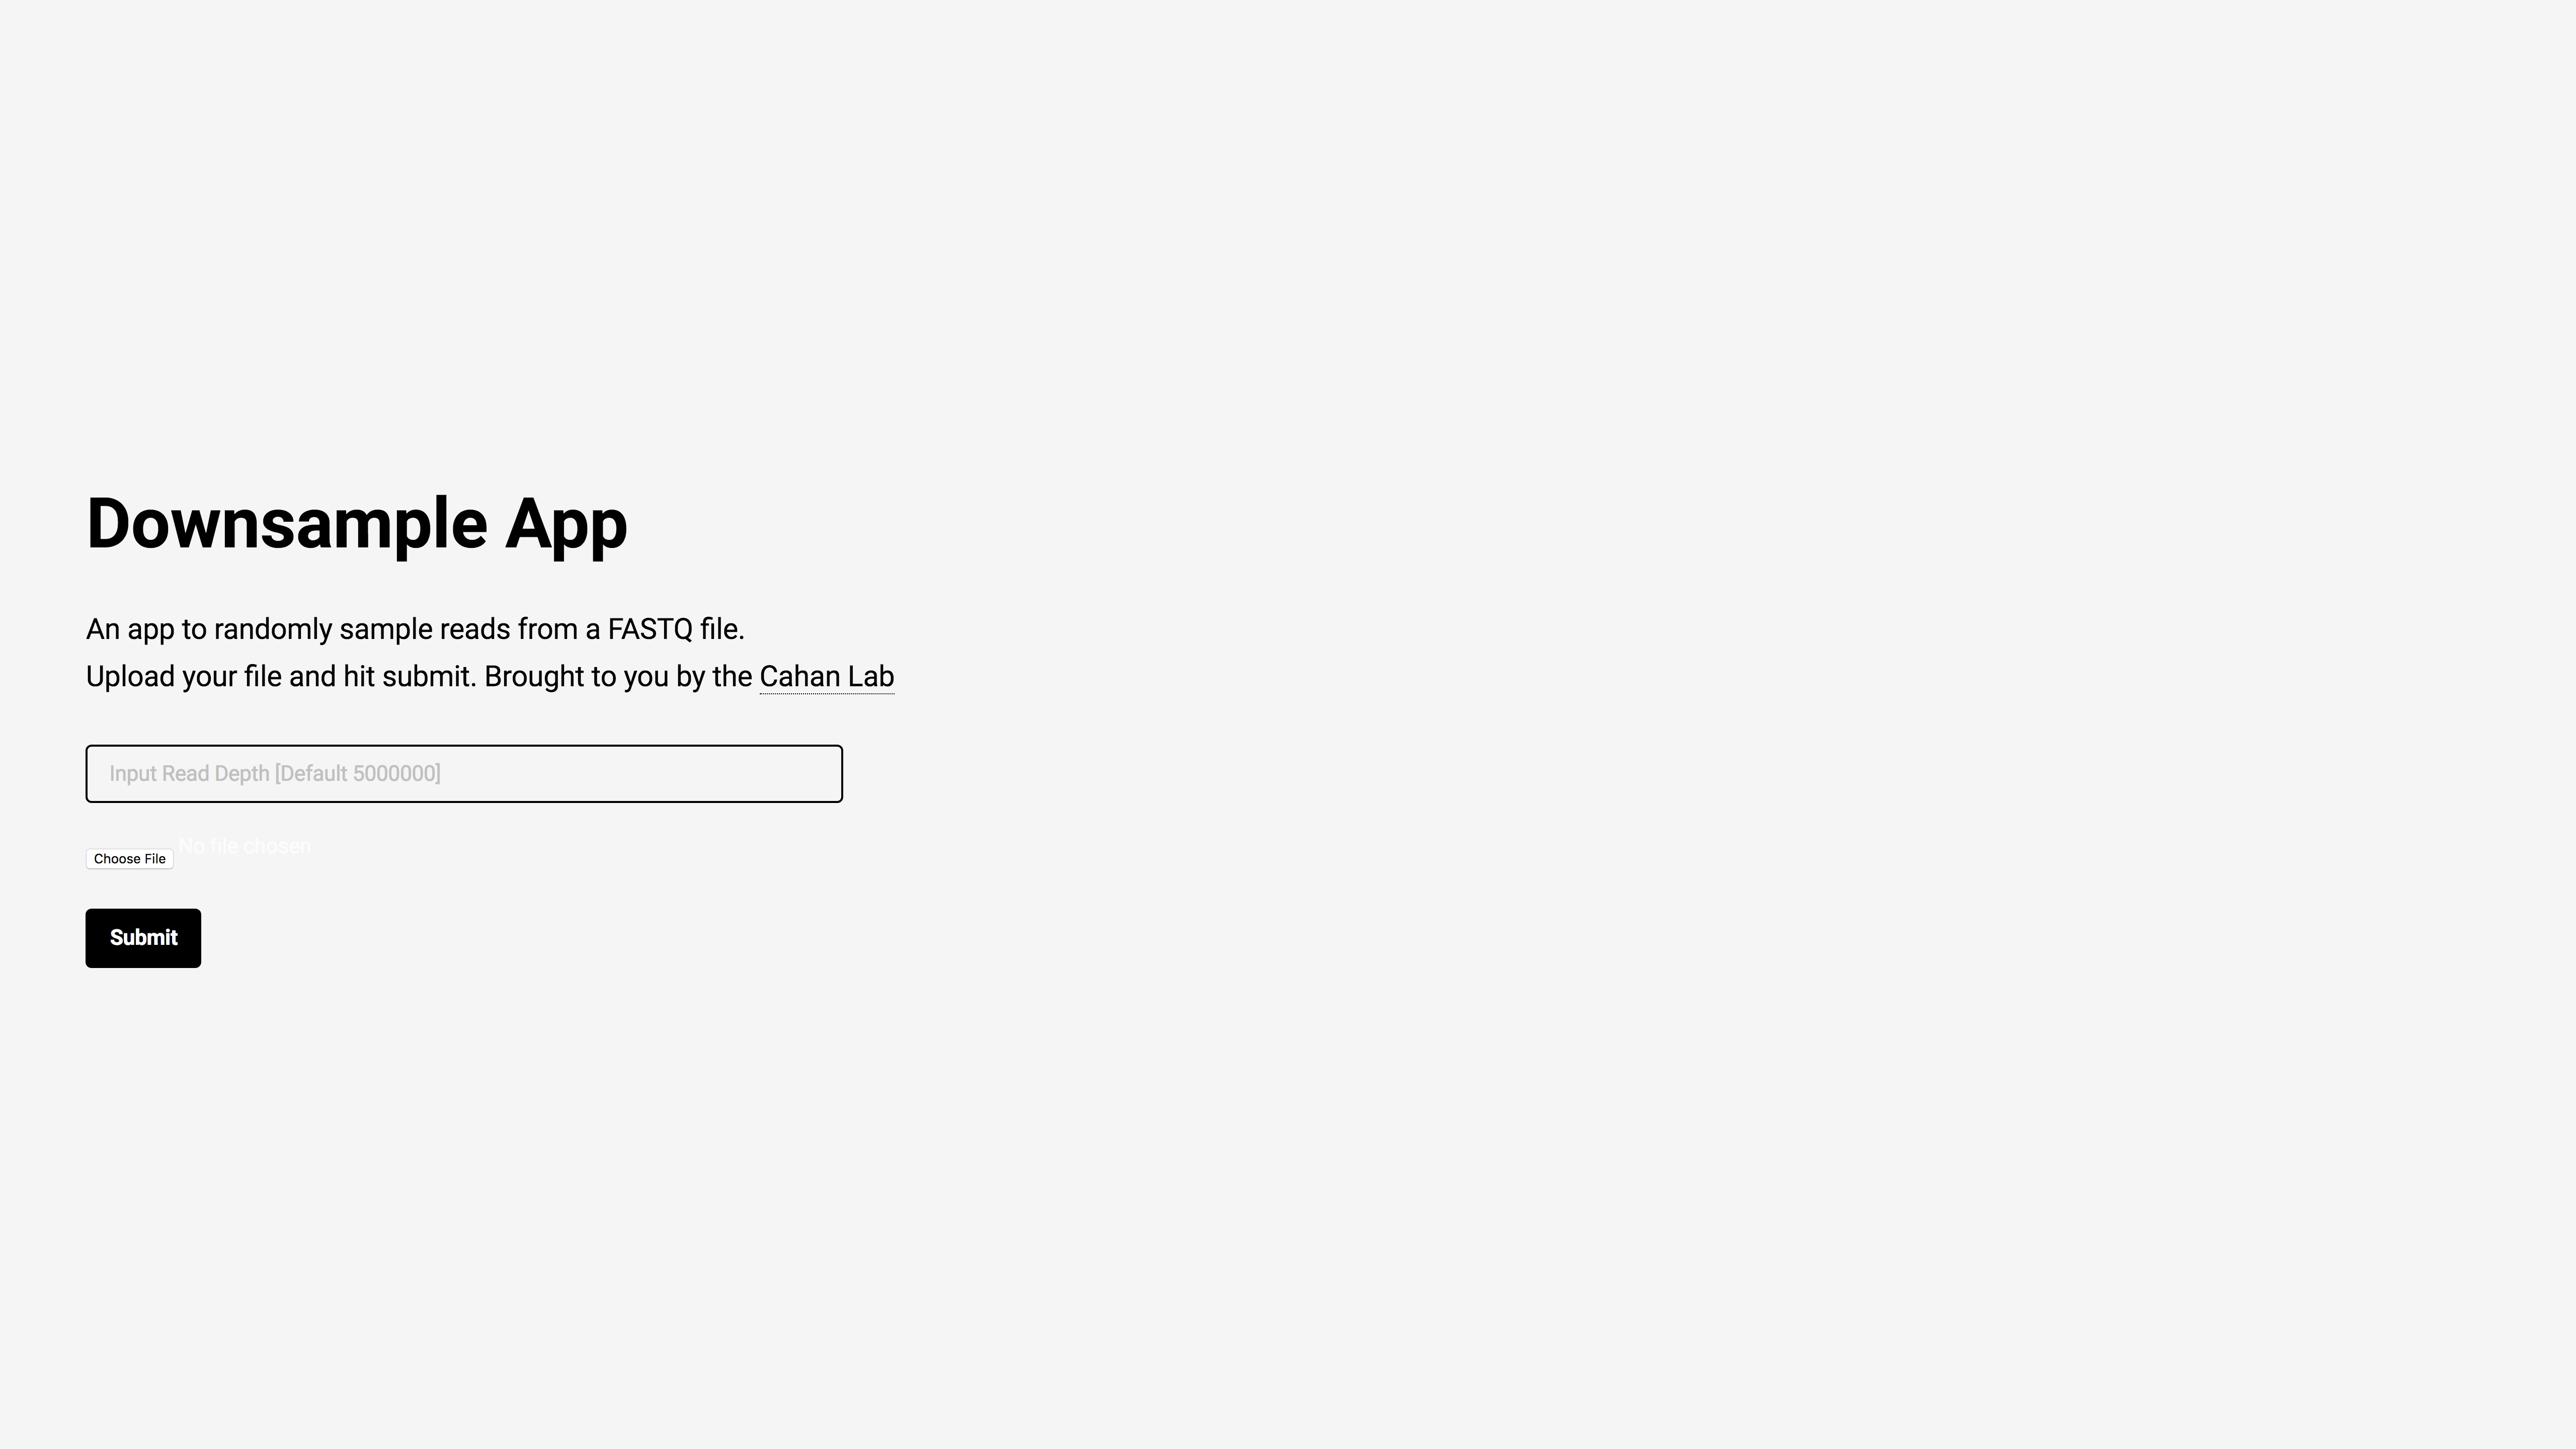 Downsample App
An app to randomly sample reads from a FASTQ file.
Upload your file and hit submit. Brought to you by the Cahan Lab
Input Read Depth [Default 5000000]
Choose File No file chosen
Submit